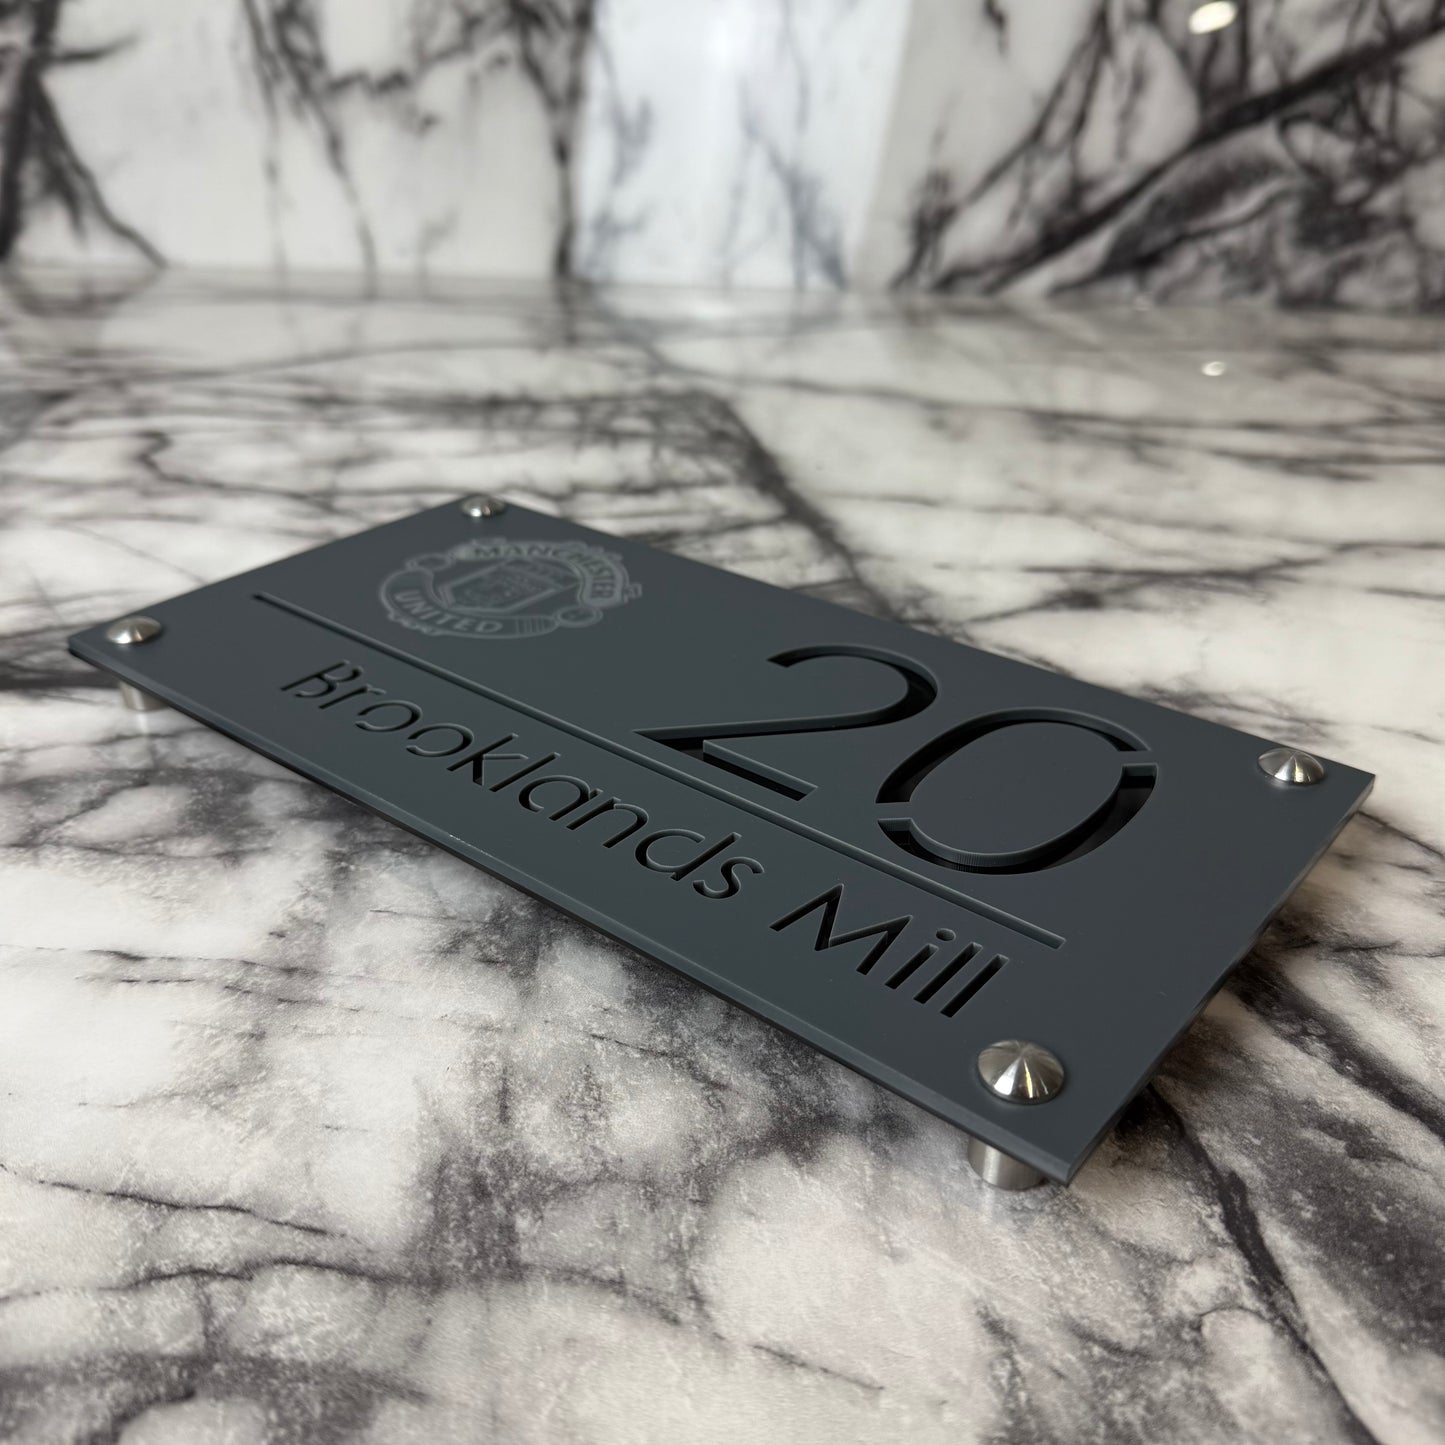 MANCHESTER
UNITED
20
Brooklands Mill